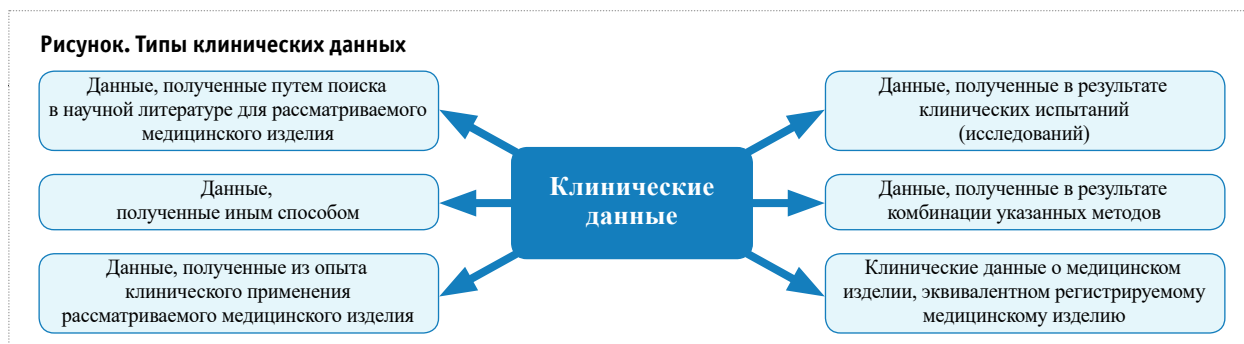 Рисунок. Типы клинических данных
Данные, полученные путем поиска
в научной литературе для рассматриваемого
медицинского изделия
Данные,
полученные иным способом
Данные, полученные из опыта
клинического применения
рассматриваемого медицинского изделия
Клинические
данные
Данные, полученные в результате
клинических испытаний
(исследований)
Данные, полученные в результате
комбинации указанных методов
Клинические данные о медицинском
изделии, эквивалентном регистрируемому
медицинскому изделию